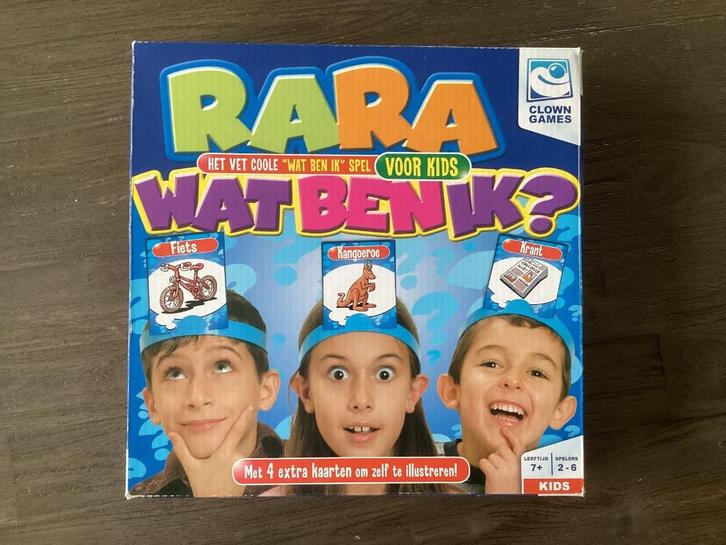 RARA
CLOWN
GAMES
HET VET COOLE "WAT BEN IK" SPEL VOOR KIDS
WAT BEN IK?
Fiets
Kangoeroe
Krant
Met 4 extra kaarten om zelf te illustreren!
LEEFTIJD SPELERS
7+ 2-6
KIDS